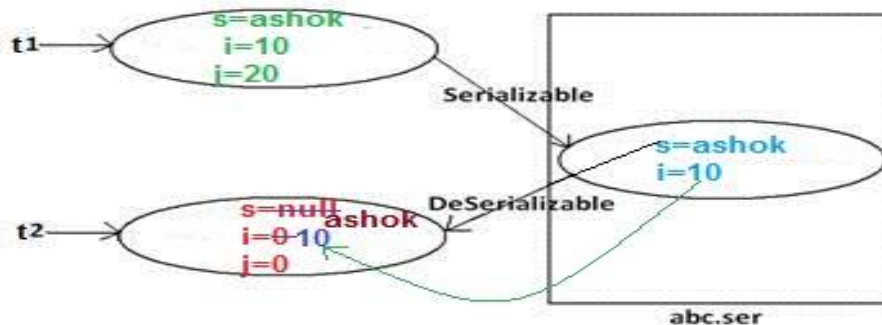 t1
s=ashok
i=10
j=20
Serializable
s=ashok
i=10
DeSerializable
t2
s=null
ashok
i=0 10
j=0
abc.ser